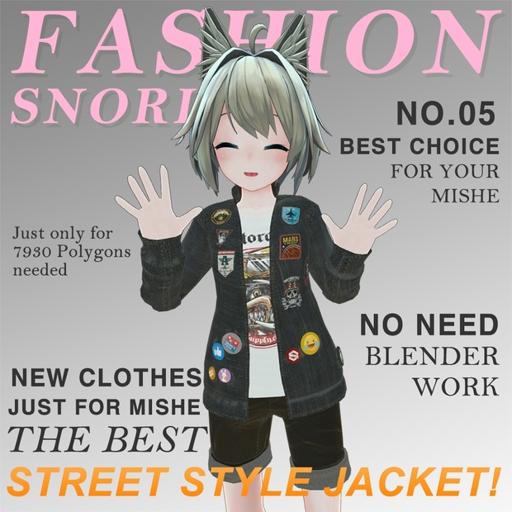 FASHION
SNORI
NO.05
BEST CHOICE
FOR YOUR
MISHE
Just only for
7930 Polygons
needed
MARS
NO NEED
BLENDER
WORK
NEW CLOTHES
JUST FOR MISHE
THE BEST
STREET STYLE JACKET!